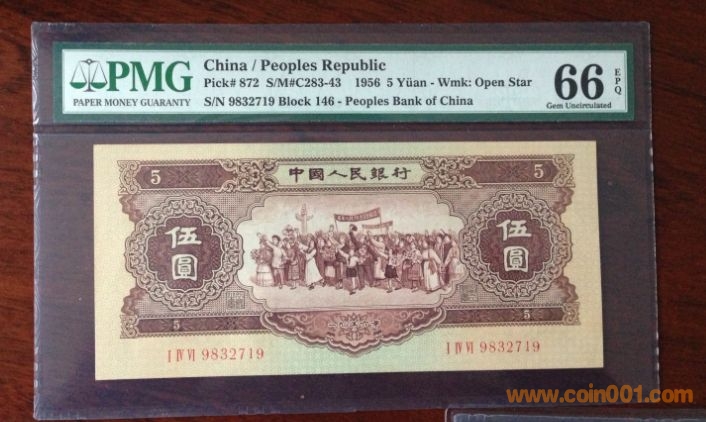 PMG
PAPER MONEY GUARANTY
China / Peoples Republic
Pick# 872 S/M#C283-43 1956 5 Yüan - Wmk: Open Star
S/N 9832719 Block 146 - Peoples Bank of China
66 EPQ
Gem Uncirculated
5 中國人民銀行 5
伍圓 伍圓
5 5
I IV VI 9832719 I IV VI 9832719
www.coin001.com